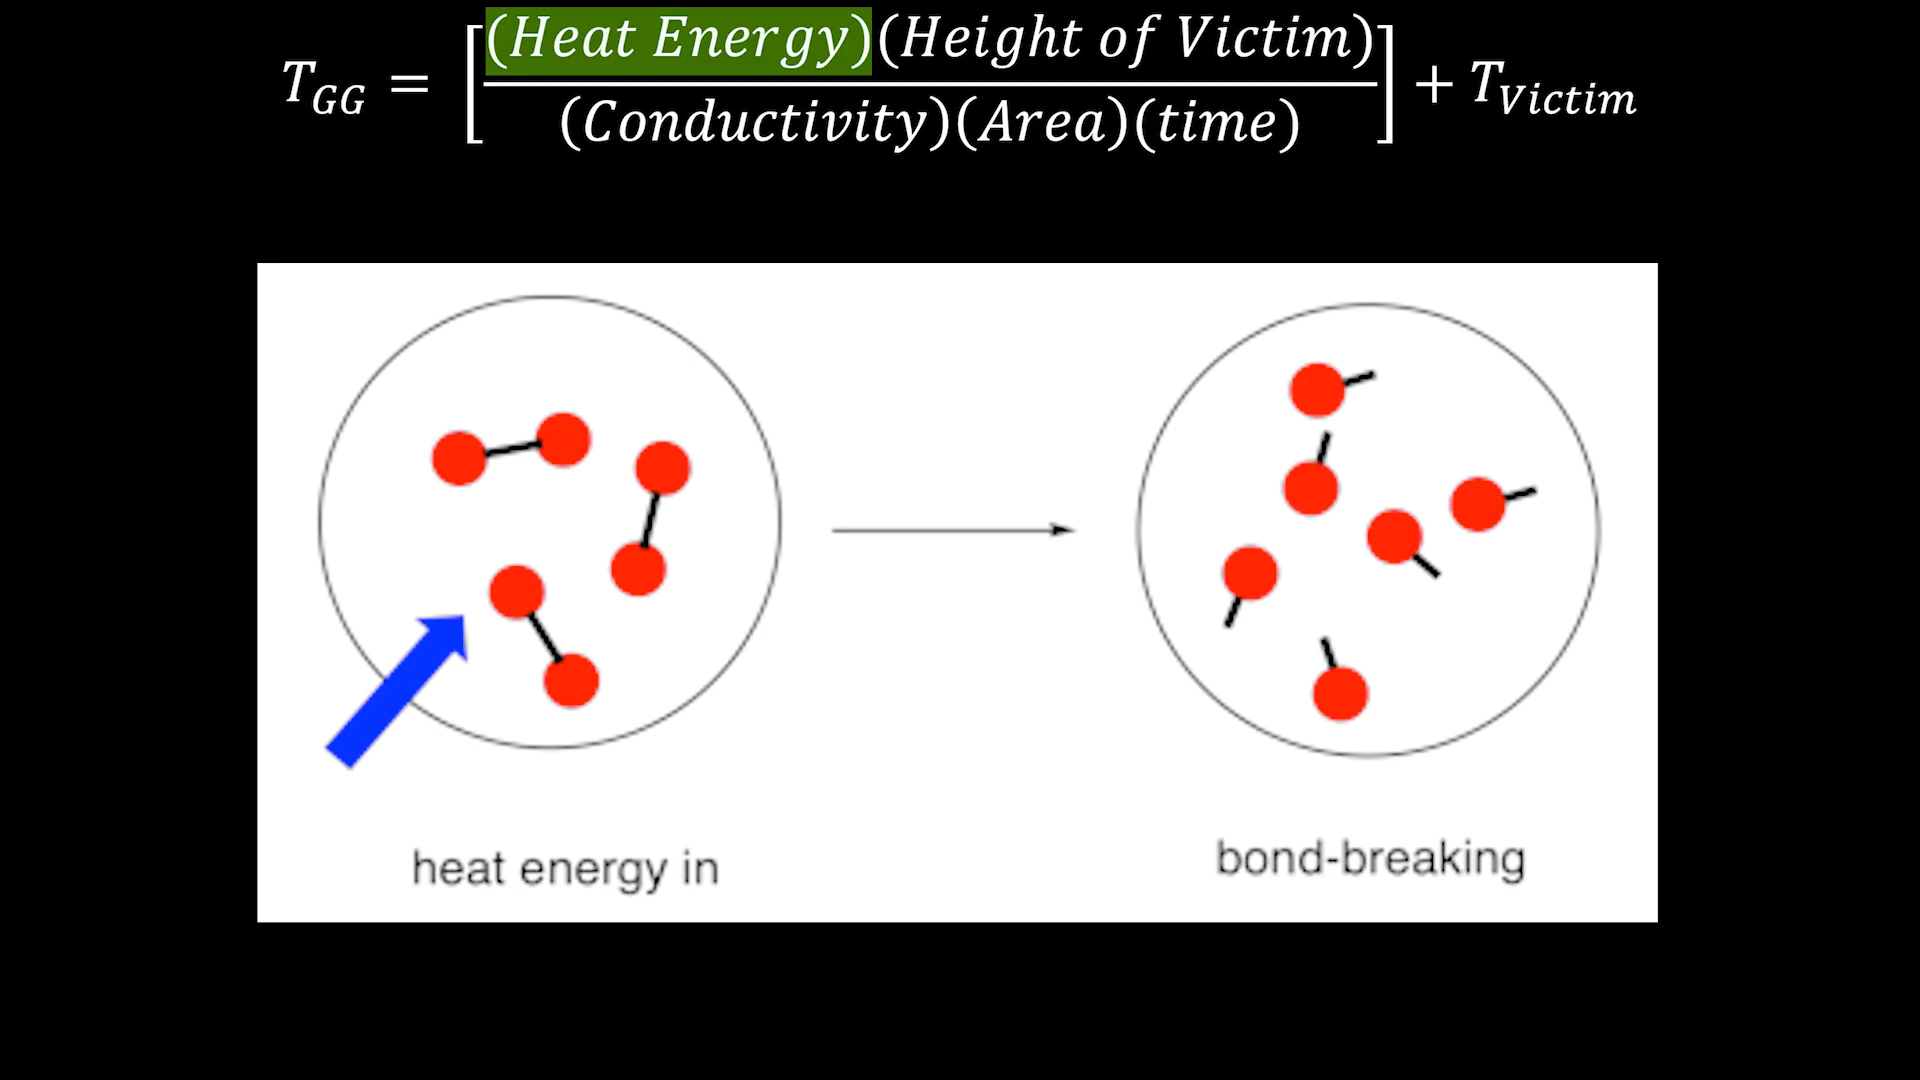 T_GG = [(Heat Energy)(Height of Victim) / (Conductivity)(Area)(time)] + T_Victim
heat energy in
bond-breaking